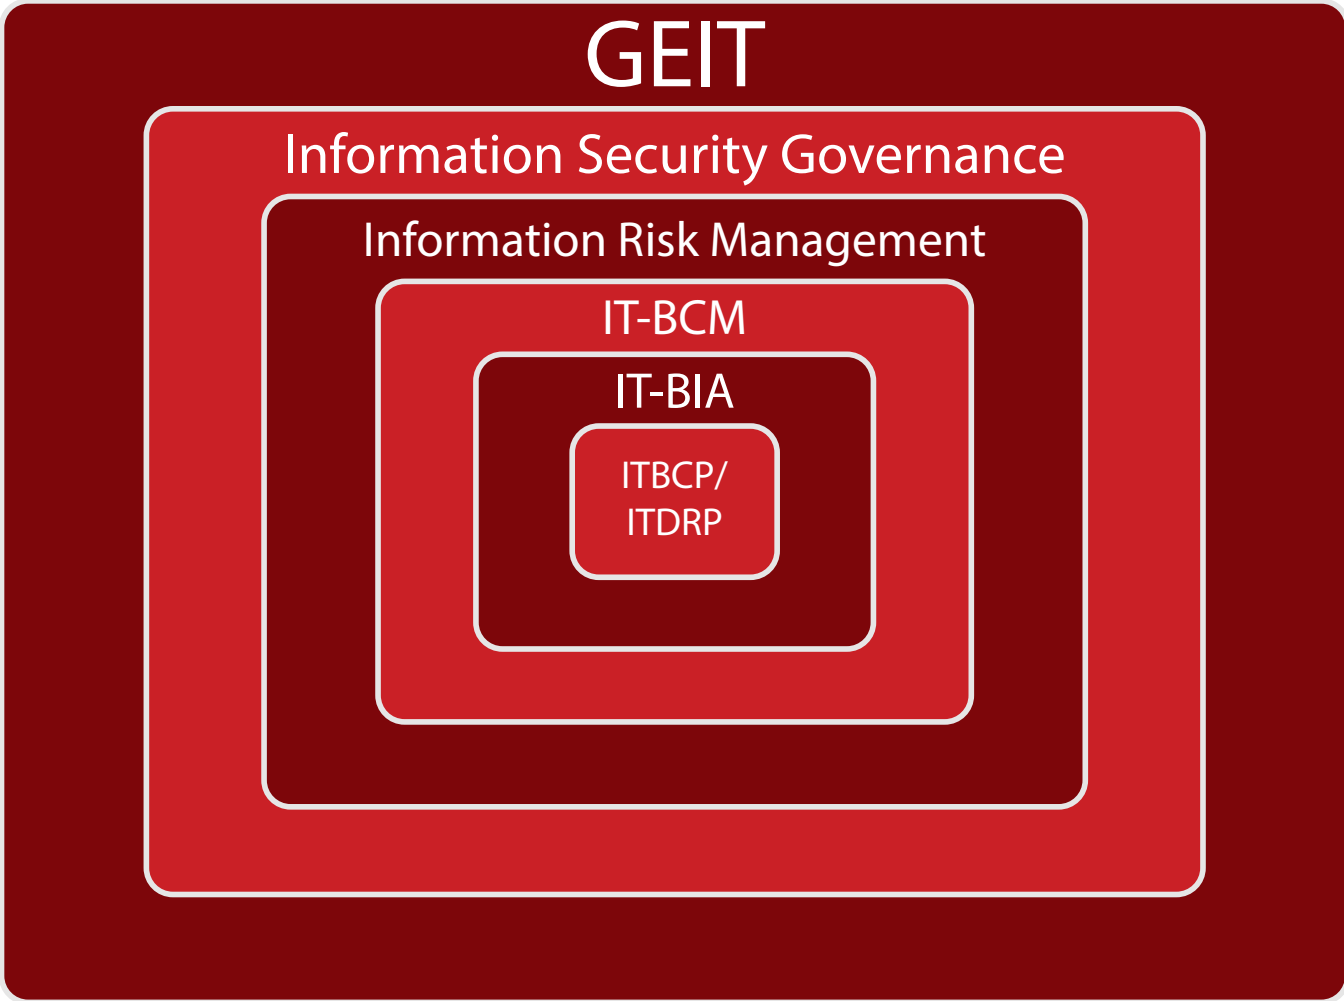 GEIT
Information Security Governance
Information Risk Management
IT-BCM
IT-BIA
ITBCP/
ITDRP